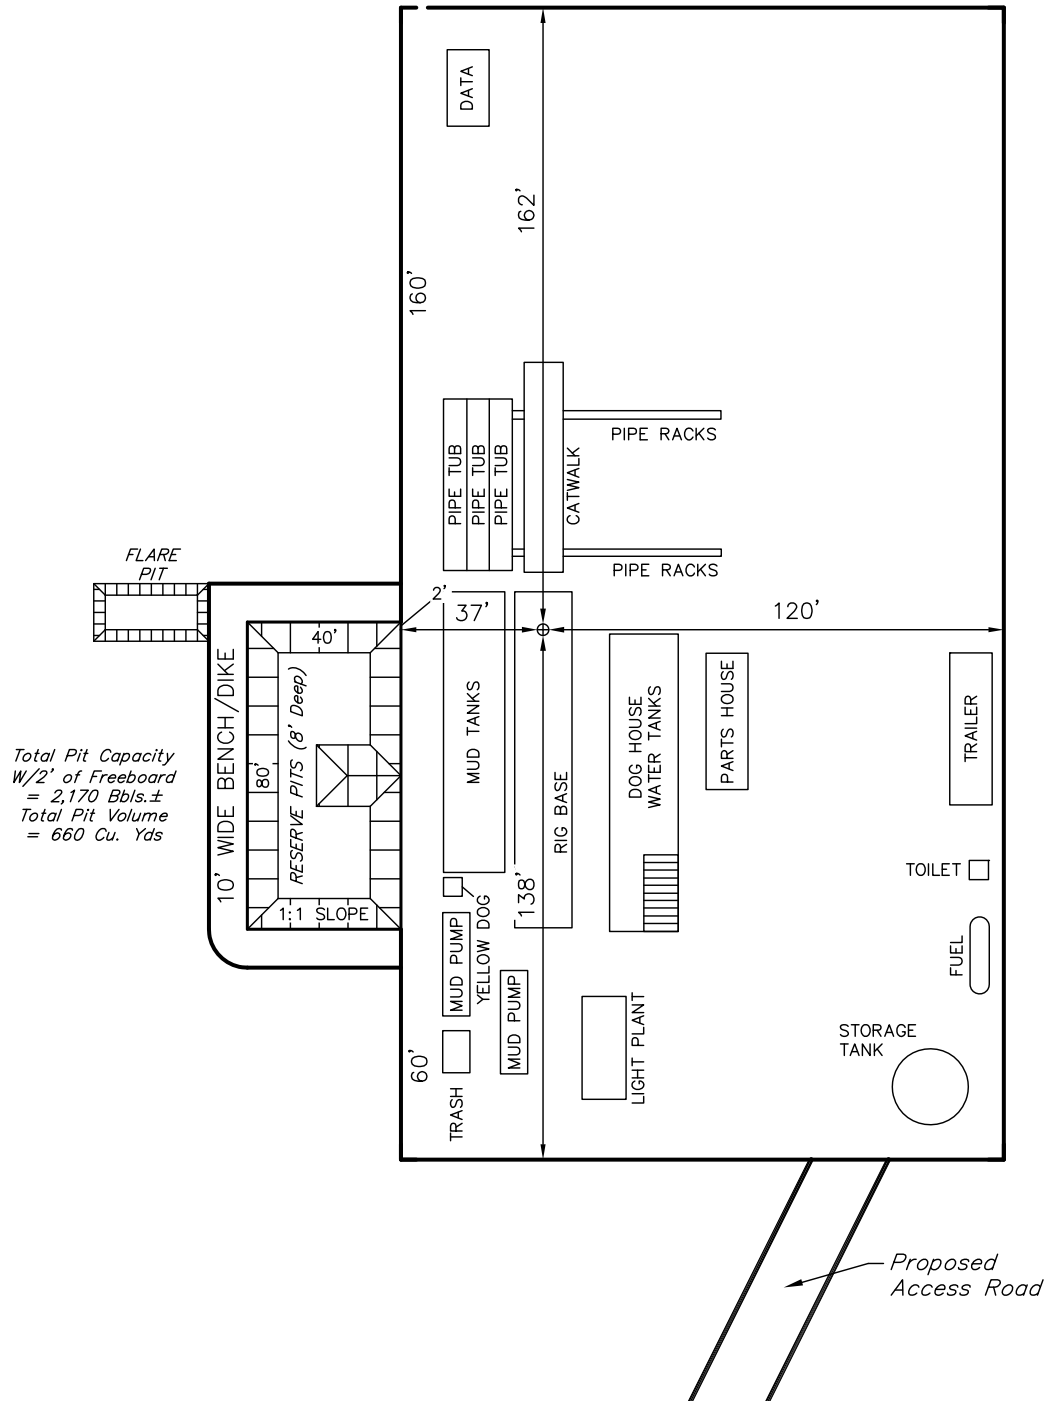 DATA
162'
160'
PIPE TUB
PIPE TUB
PIPE TUB
CATWALK
PIPE RACKS
PIPE RACKS
FLARE
PIT
2'
37'
120'
40'
10' WIDE BENCH/DIKE
80'
RESERVE PITS (8' Deep)
1:1 SLOPE
Total Pit Capacity
W/2' of Freeboard
= 2,170 Bbls.±
Total Pit Volume
= 660 Cu. Yds
MUD TANKS
RIG BASE
138'
DOG HOUSE
WATER TANKS
PARTS HOUSE
TRAILER
TOILET
YELLOW DOG
MUD PUMP
MUD PUMP
FUEL
60'
TRASH
LIGHT PLANT
STORAGE
TANK
Proposed
Access Road